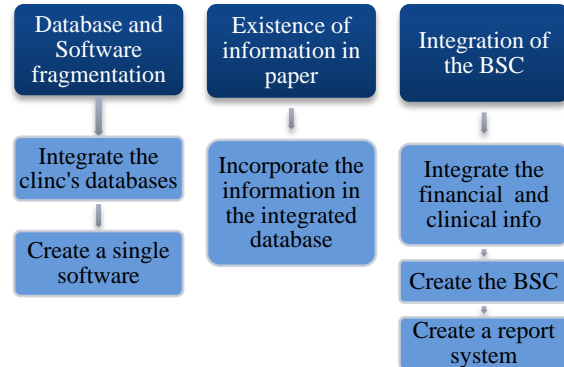 Database and
Software
fragmentation
Integrate the
clinc's databases
Create a single
software
Existence of
information in
paper
Incorporate the
information in
the integrated
database
Integration of
the BSC
Integrate the
financial and
clinical info
Create the BSC
Create a report
system